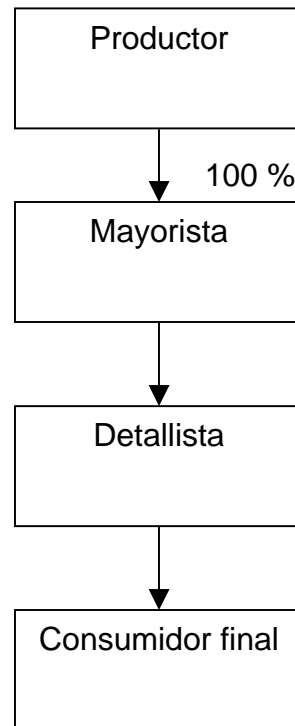 Productor
100 %
Mayorista
Detallista
Consumidor final